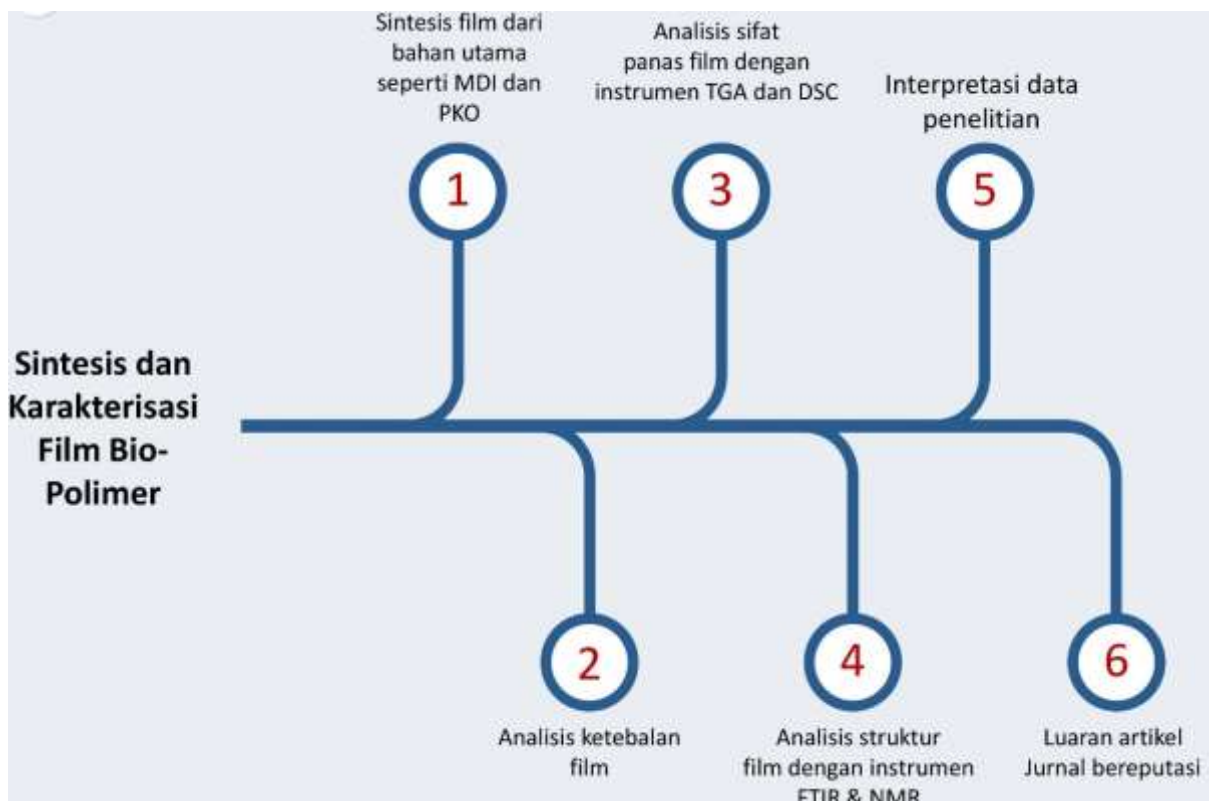 Sintesis film dari
bahan utama
seperti MDI dan
PKO
1
Analisis sifat
panas film dengan
instrumen TGA dan DSC
3
Interpretasi data
penelitian
5
Sintesis dan
Karakterisasi
Film Bio-
Polimer
2
Analisis ketebalan
film
4
Analisis struktur
film dengan instrumen
FTIR & NMR
6
Luaran artikel
Jurnal bereputasi